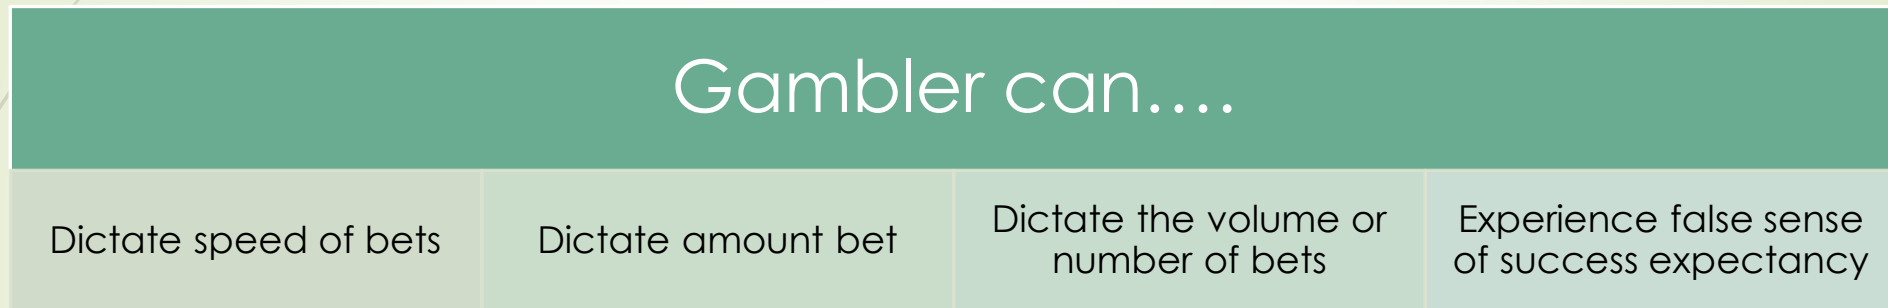 Gambler can….
Dictate speed of bets
Dictate amount bet
Dictate the volume or
number of bets
Experience false sense
of success expectancy